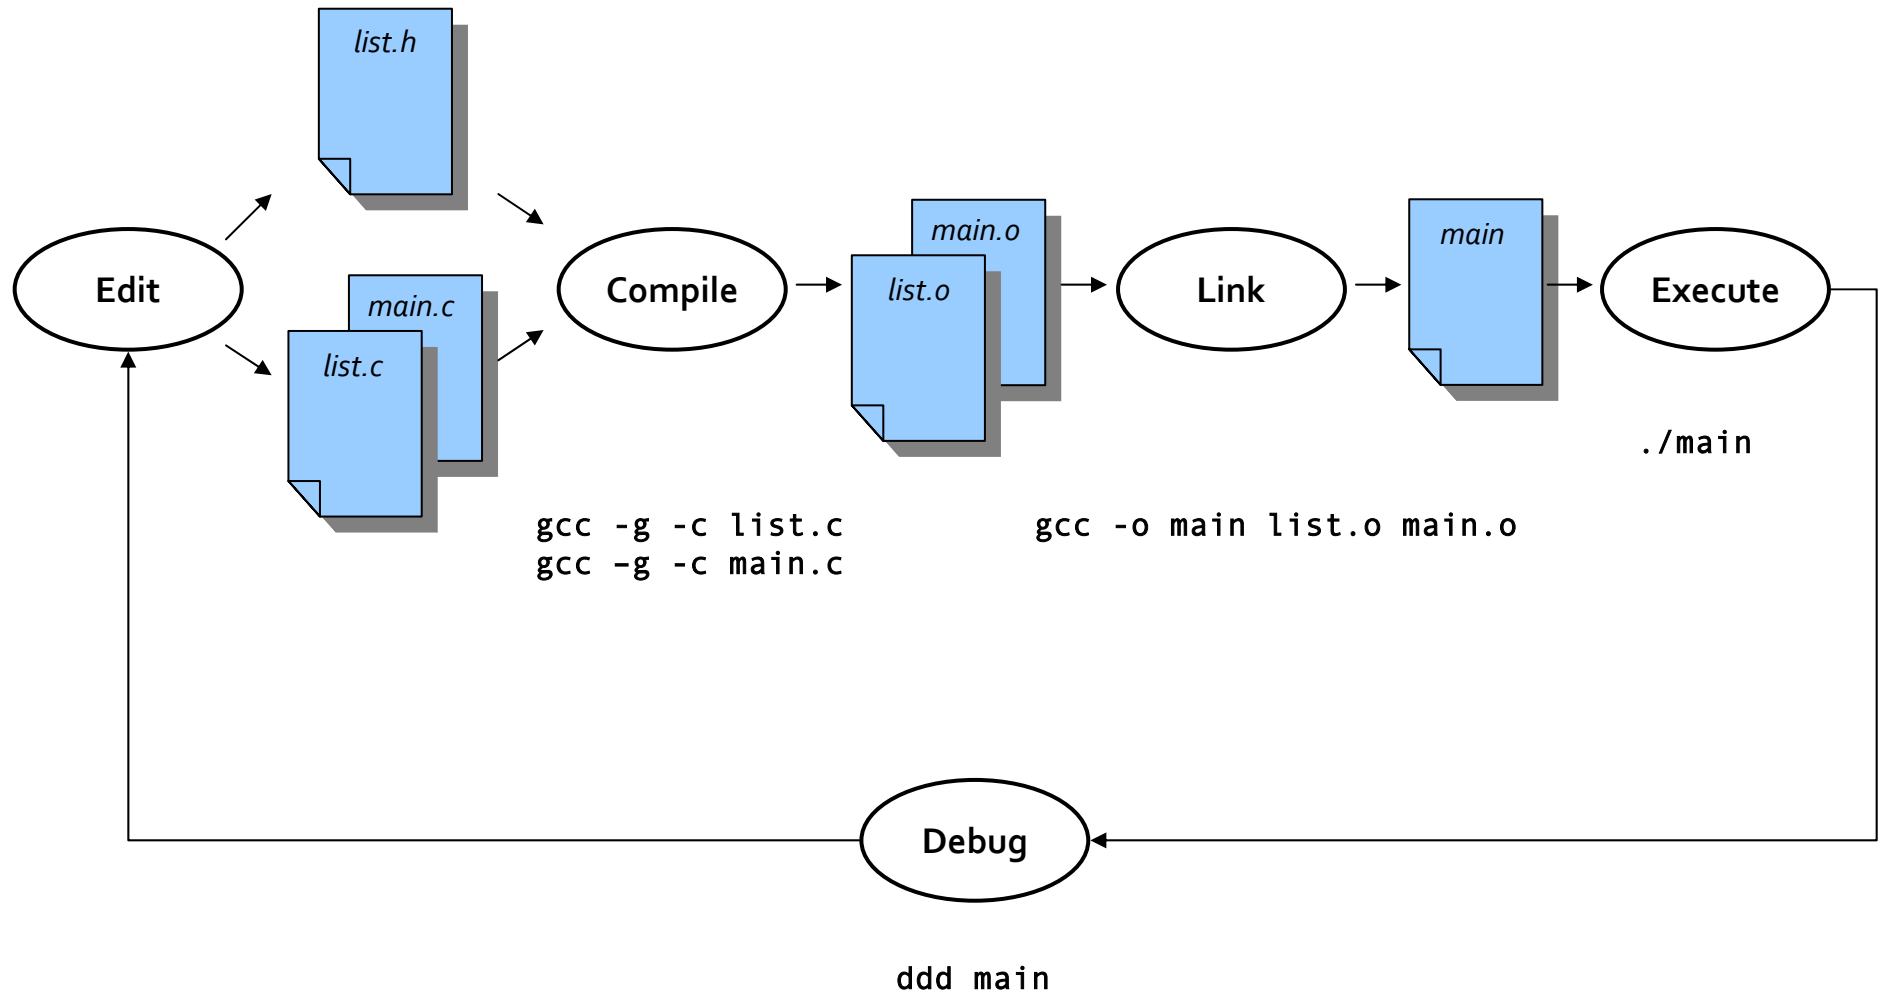 list.h
main.o
main
main.c
list.o
Edit
Compile
Link
Execute
list.c
./main
gcc -g -c list.c
gcc –g -c main.c
gcc -o main list.o main.o
Debug
ddd main